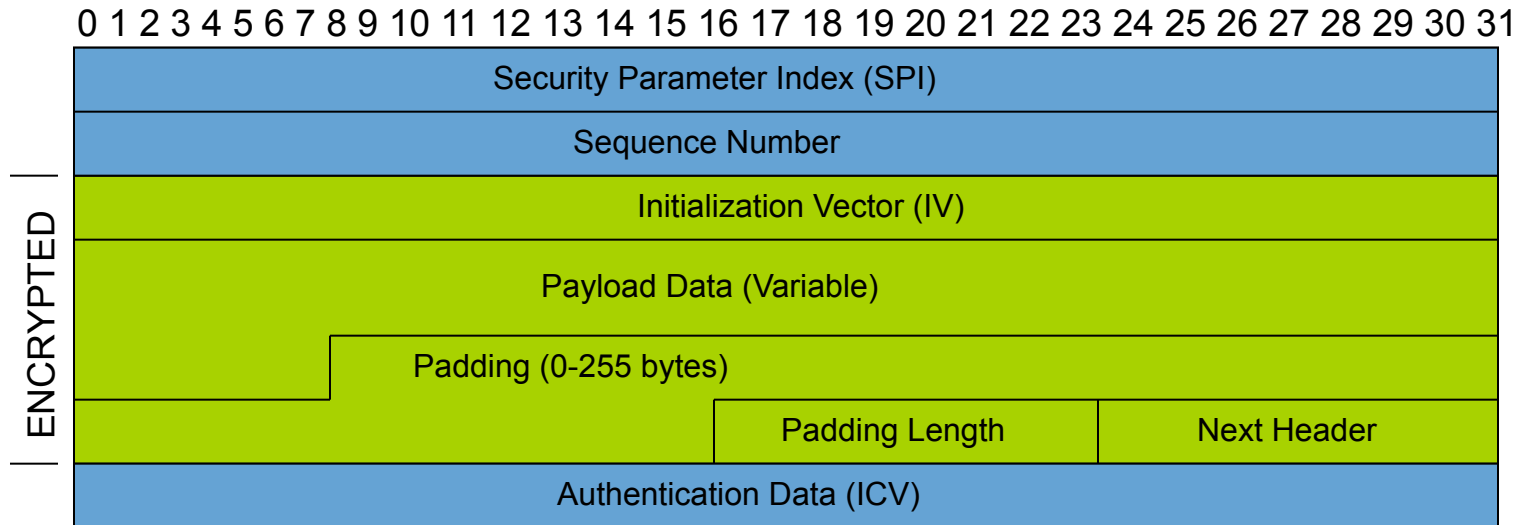 0 1 2 3 4 5 6 7 8 9 10 11 12 13 14 15 16 17 18 19 20 21 22 23 24 25 26 27 28 29 30 31
Security Parameter Index (SPI)
Sequence Number
ENCRYPTED
Initialization Vector (IV)
Payload Data (Variable)
Padding (0-255 bytes)
Padding Length Next Header
Authentication Data (ICV)